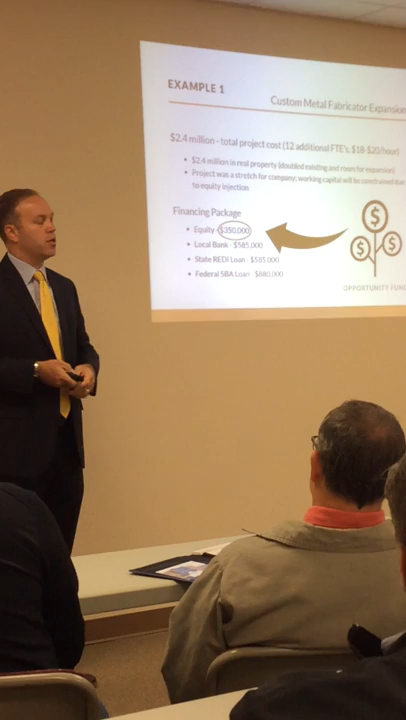 EXAMPLE 1
Custom Metal Fabricator Expansion
$2.4 million - total project cost (12 additional FTE's, $18-$20/hour)
• $2.4 million in real property (doubled existing and room for expansion)
• Project was a stretch for company; working capital will be constrained due
to equity injection
Financing Package
• Equity - $350,000
• Local Bank - $585,000
• State REDI Loan - $585,000
• Federal SBA Loan - $880,000
OPPORTUNITY FUND